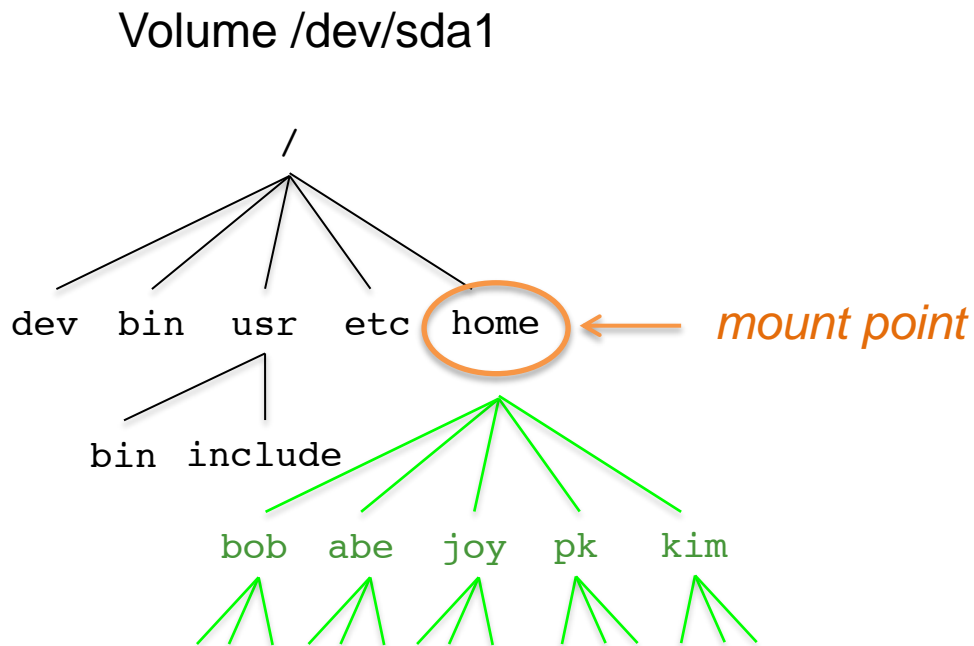 Volume /dev/sda1
/
dev bin usr etc home
mount point
bin include
bob abe joy pk kim